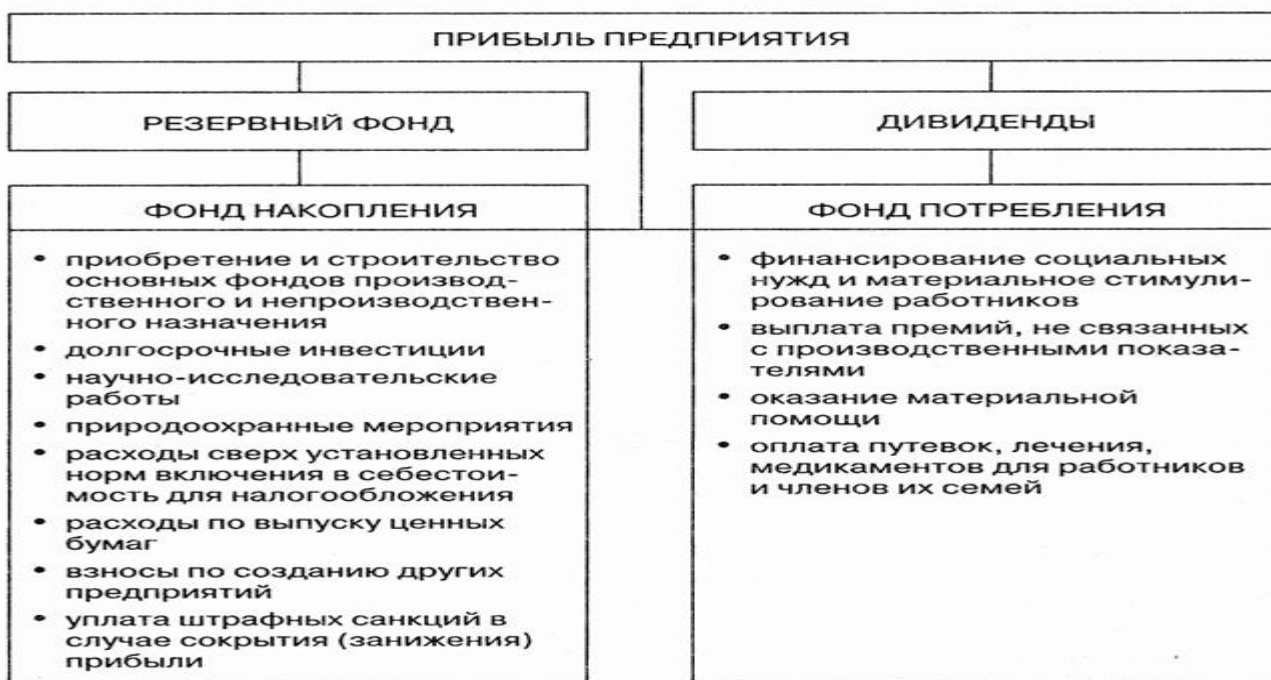 ПРИБЫЛЬ ПРЕДПРИЯТИЯ
РЕЗЕРВНЫЙ ФОНД
ДИВИДЕНДЫ
ФОНД НАКОПЛЕНИЯ
• приобретение и строительство
основных фондов производ-
ственного и непроизводствен-
ного назначения
• долгосрочные инвестиции
• научно-исследовательские
работы
• природоохранные мероприятия
• расходы сверх установленных
норм включения в себестои-
мость для налогообложения
• расходы по выпуску ценных
бумаг
• взносы по созданию других
предприятий
• уплата штрафных санкций в
случае сокрытия (занижения)
прибыли
ФОНД ПОТРЕБЛЕНИЯ
• финансирование социальных
нужд и материальное стимули-
рование работников
• выплата премий, не связанных
с производственными показа-
телями
• оказание материальной
помощи
• оплата путевок, лечения,
медикаментов для работников
и членов их семей